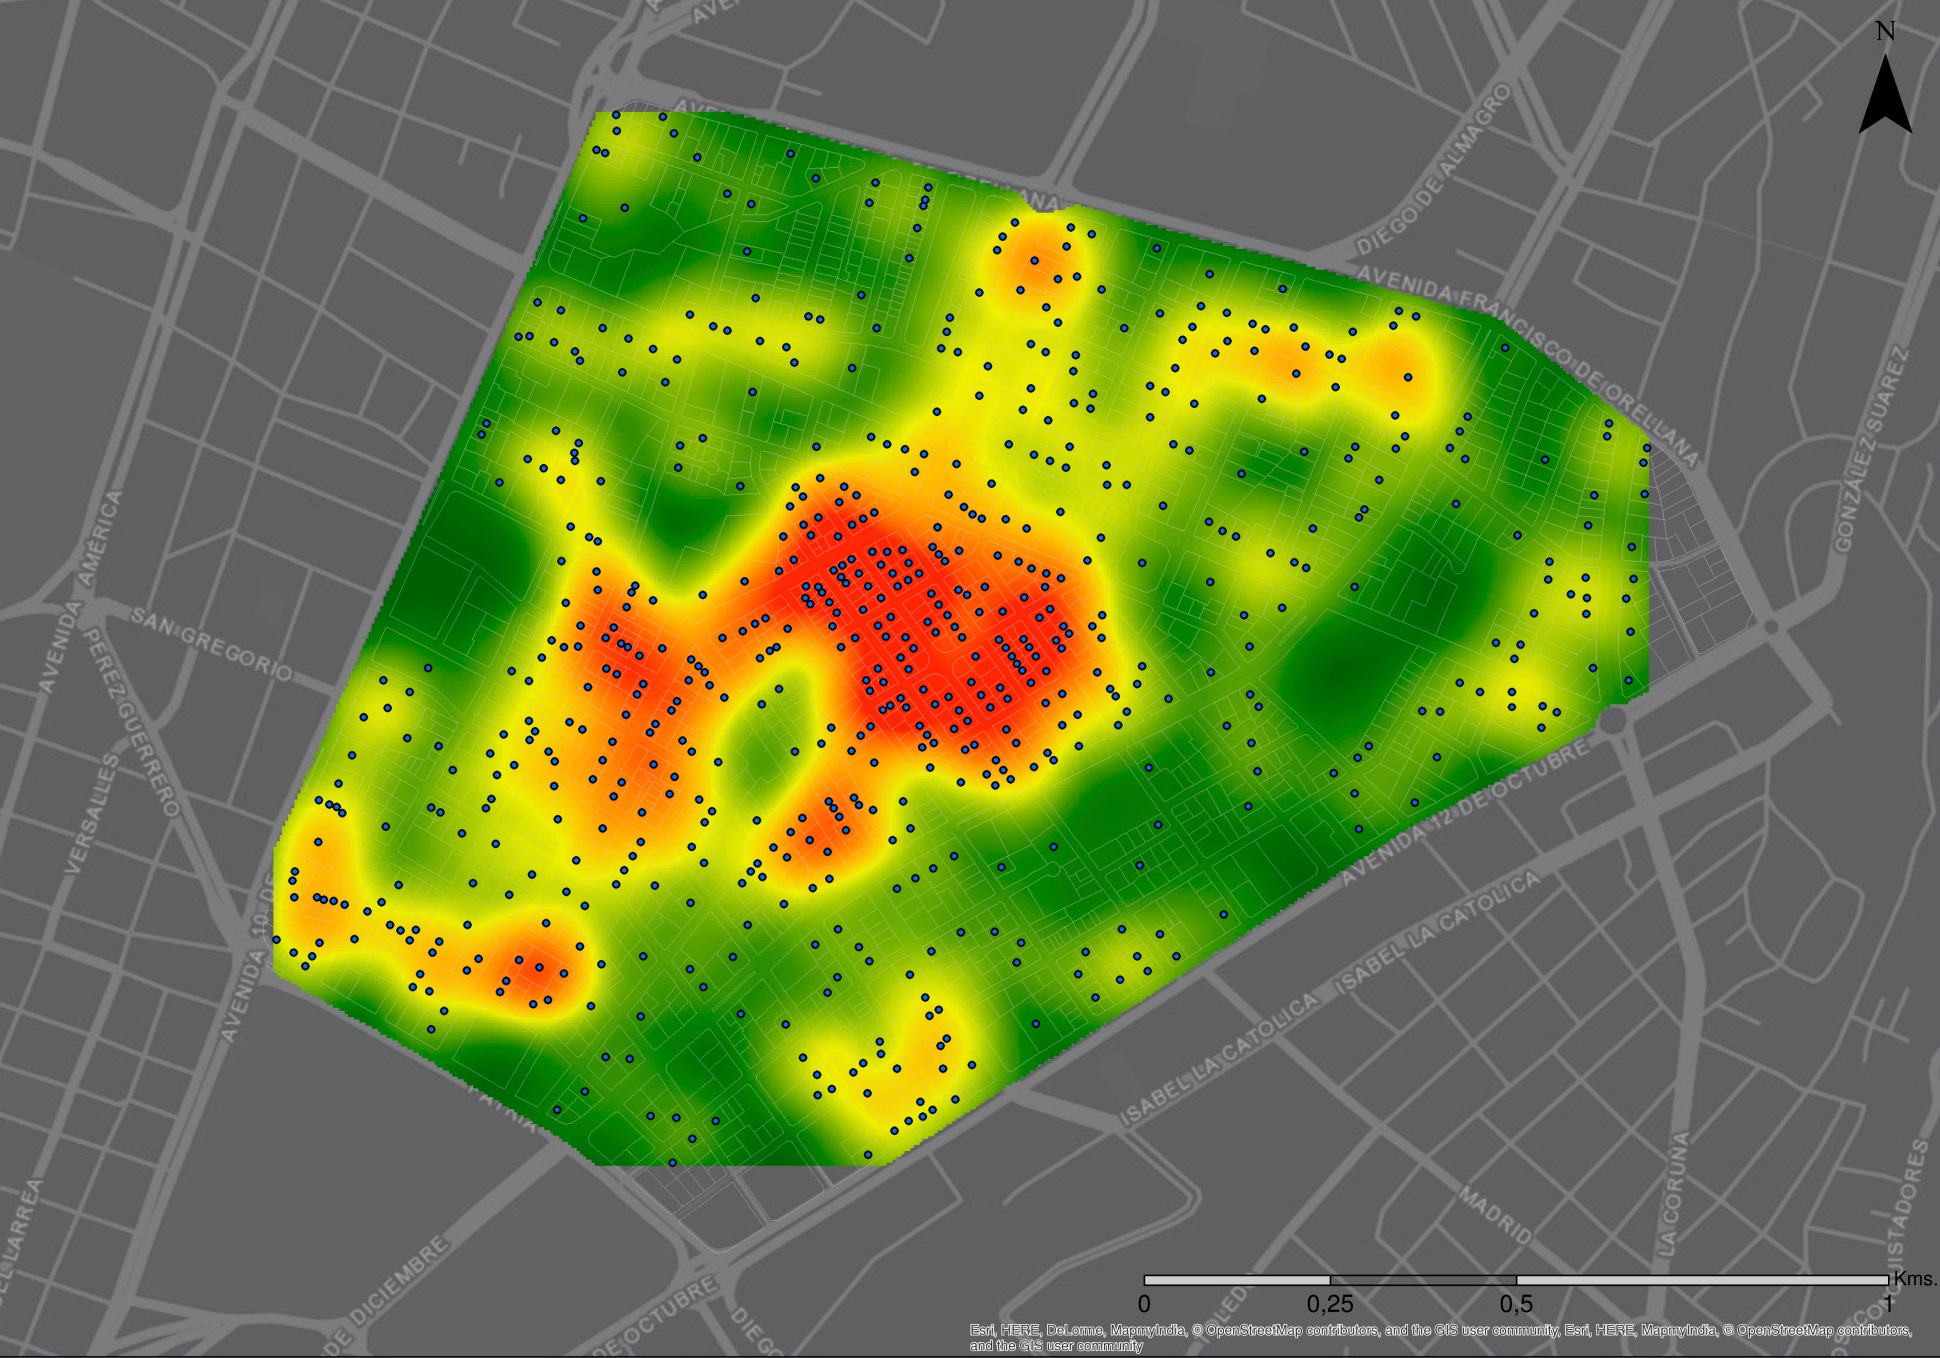 N
DIEGO DE ALMAGRO
AVENIDA FRANCISCO DE ORELLANA
GONZÁLEZ SUAREZ
AVENIDA AMÉRICA
SAN GREGORIO
PEREZ GUERRERO
VERSALLES
AVENIDA 10 DE
PATRIA
AVENIDA 12 DE OCTUBRE
ISABEL LA CATOLICA
ISABEL LA CATOLICA
MADRID
LA CORUÑA
DE DICIEMBRE
DE OCTUBRE
DIEGO
LARREA
Kms.
0 0,25 0,5 1
Esri, HERE, DeLorme, MapmyIndia, © OpenStreetMap contributors, and the GIS user community, Esri, HERE, MapmyIndia, © OpenStreetMap contributors,
and the GIS user community